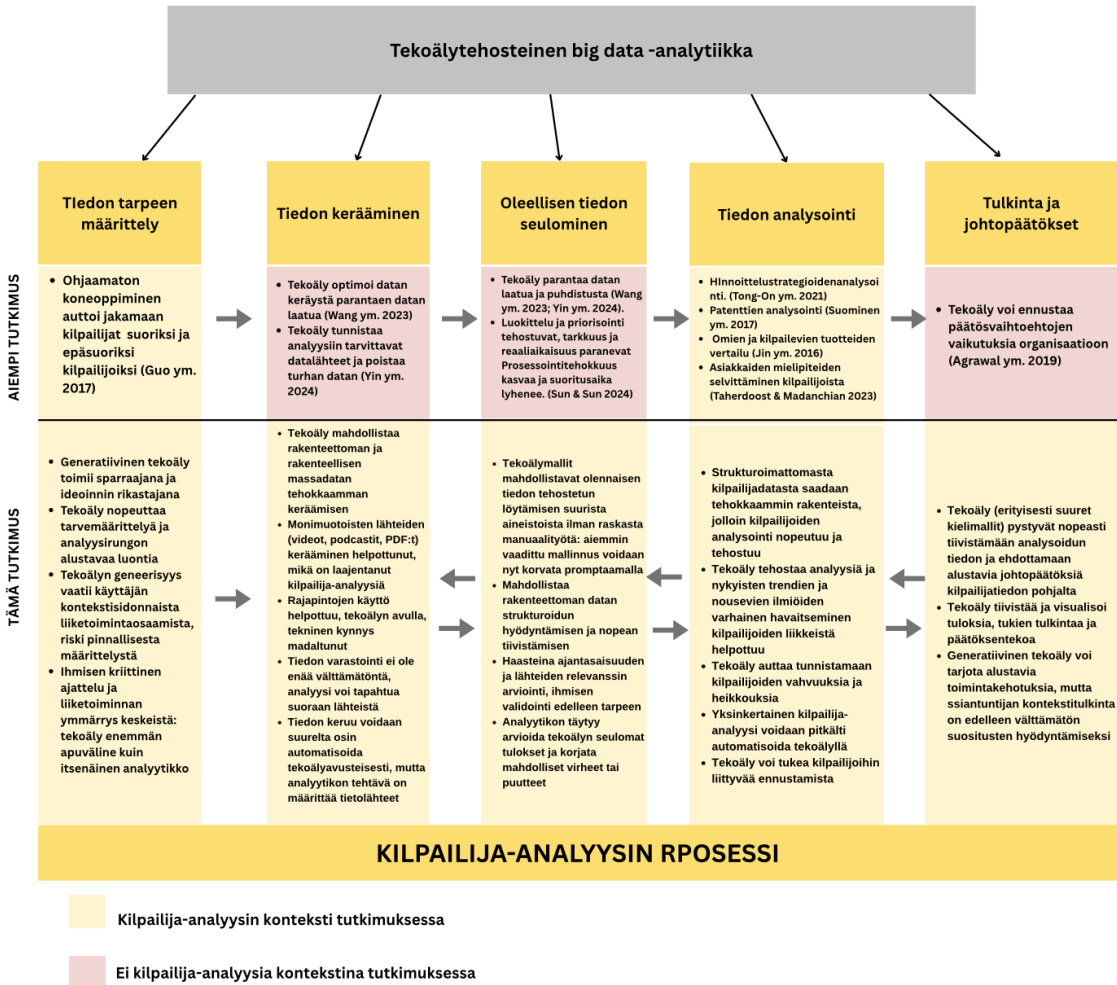 Tekoälytehosteinen big data -analytiikka
TIedon tarpeen
määrittely
Tiedon kerääminen
Oleellisen tiedon
seulominen
Tiedon analysointi
Tulkinta ja
johtopäätökset
AIEMPI TUTKIMUS
• Ohjaamaton
koneoppiminen
auttoi jakamaan
kilpailijat suoriksi ja
epäsuoriksi
kilpailijoiksi (Guo ym.
2017)
• Tekoäly optimoi datan
keräystä parantaen datan
laatua (Wang ym. 2023)
• Tekoäly tunnistaa
analyysiin tarvittavat
datalähteet ja poistaa
turhan datan (Yin ym.
2024)
• Tekoäly parantaa datan
laatua ja puhdistusta (Wang
ym. 2023; Yin ym. 2024).
• Luokittelu ja priorisointi
tehostuvat, tarkkuus ja
reaaliaikaisuus paranevat
Prosessointitehokkuus
kasvaa ja suoritusaika
lyhenee. (Sun & Sun 2024)
• HInnoittelustrategioidenanalysoi
nti. (Tong-On ym. 2021)
• Patenttien analysointi (Suominen
ym. 2017)
• Omien ja kilpailevien tuotteiden
vertailu (Jin ym. 2016)
• Asiakkaiden mielipiteiden
selvittäminen kilpailijoista
(Taherdoost & Madanchian 2023)
• Tekoäly voi ennustaa
päätösvaihtoehtojen
vaikutuksia organisaatioon
(Agrawal ym. 2019)
TÄMÄ TUTKIMUS
• Generatiivinen tekoäly
toimii sparraajana ja
ideoinnin rikastajana
• Tekoäly nopeuttaa
tarvemäärittelyä ja
analyysirungon
alustavaa luontia
• Tekoälyn geneerisyys
vaatii käyttäjän
kontekstisidonnaista
liiketoimintaosaamista,
riski pinnallisesta
määrittelystä
• Ihmisen kriittinen
ajattelu ja
liiketoiminnan
ymmärrys keskeistä:
tekoäly enemmän
apuväline kuin
itsenäinen analyytikko
• Tekoäly mahdollistaa
rakenteettoman ja
rakenteellisen
massadatan
tehokkaamman
keräämisen
• Monimuotoisten lähteiden
(videot, podcastit, PDF:t)
kerääminen helpottunut,
mikä on laajentanut
kilpailija-analyysiä
• Rajapintojen käyttö
helpottuu, tekoälyn avulla,
tekninen kynnys
madaltunut
• Tiedon varastointi ei ole
enää välttämätöntä,
analyysi voi tapahtua
suoraan lähteistä
• Tiedon keruu voidaan
suurelta osin
automatisoida
tekoälyavusteisesti, mutta
analyytikon tehtävä on
määrittää tietolähteet
• Tekoälymallit
mahdollistavat olennaisen
tiedon tehostetun
löytämisen suurista
aineistoista ilman raskasta
manuaalityötä: aiemmin
vaadittu mallinnus voidaan
nyt korvata promptaamalla
• Mahdollistaa
rakenteettoman datan
struktuoidun
hyödyntämisen ja nopean
tiivistämisen
• Haasteina ajantasaisuuden
ja lähteiden relevanssin
arviointi, ihmisen
validointi edelleen tarpeen
• Analyytikon täytyy
arvioida tekoälyn seulomat
tulokset ja korjata
mahdolliset virheet tai
puutteet
• Strukturoimattomasta
kilpailijadatasta saadaan
tehokkaammin rakenteista,
jolloin kilpailijoiden
analysointi nopeutuu ja
tehostuu
• Tekoäly tehostaa analyysiä ja
nykyisten trendien ja
nousevien ilmiöiden
varhainen havaitseminen
kilpailijoiden liikkeistä
helpottuu
• Tekoäly auttaa tunnistamaan
kilpailijoiden vahvuuksia ja
heikkouksia
• Yksinkertainen kilpailija-
analyysi voidaan pitkälti
automatisoida tekoälyllä
• Tekoäly voi tukea kilpailijoihin
liittyvää ennustamista
• Tekoäly (erityisesti suuret
kielimallit) pystyvät nopeasti
tiivistämään analysoidun
tiedon ja ehdottamaan
alustavia johtopäätöksiä
kilpailijatiedon pohjalta
• Tekoäly tiivistää ja visualisoi
tuloksia, tukien tulkintaa ja
päätöksentekoa
• Generatiivinen tekoäly voi
tarjota alustavia
toimintakehotuksia, mutta
ssiantuntijan kontekstitulkinta
on edelleen välttämätön
suositusten hyödyntämiseksi
KILPAILIJA-ANALYYSIN RPOSESSI
Kilpailija-analyysin konteksti tutkimuksessa
Ei kilpailija-analyysia kontekstina tutkimuksessa